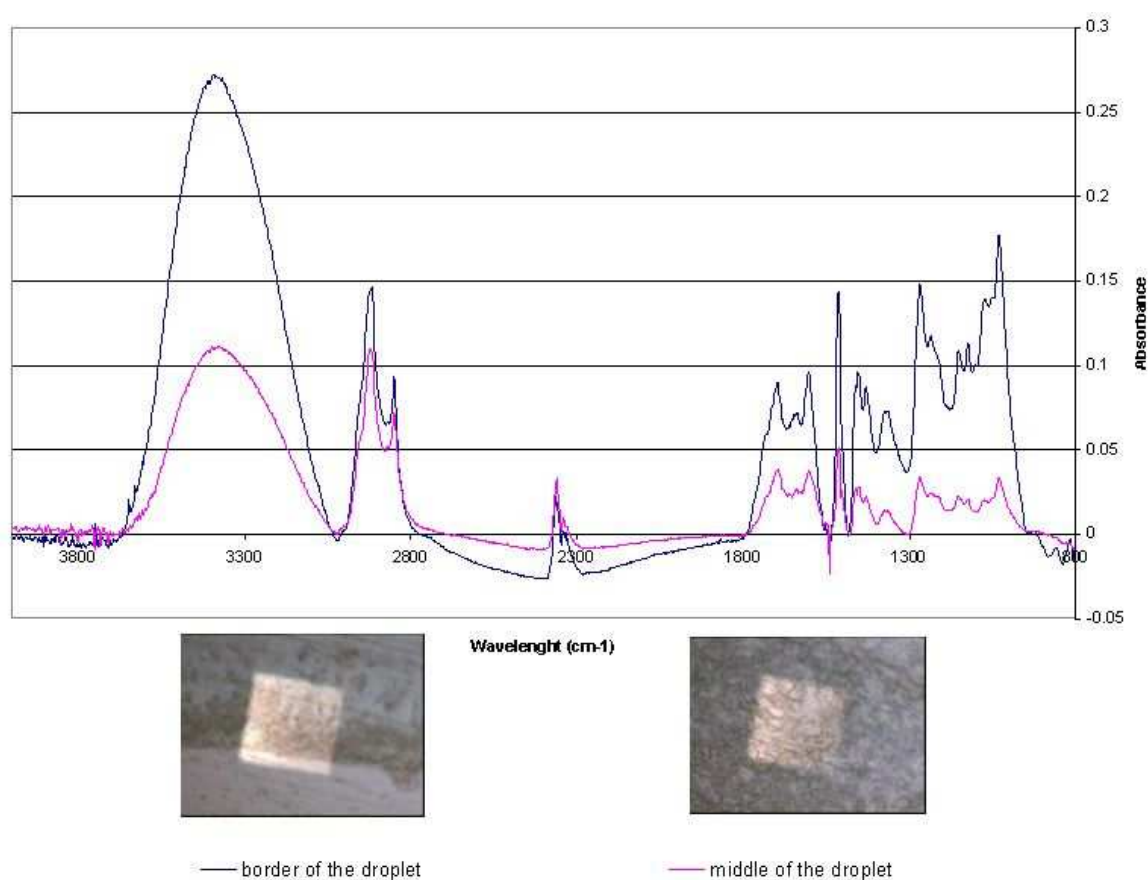 0.3
0.25
0.2
0.15
0.1
0.05
0
-0.05
Absorbance
3800 3300 2800 2300 1800 1300 800
Wavelenght (cm-1)
border of the droplet middle of the droplet